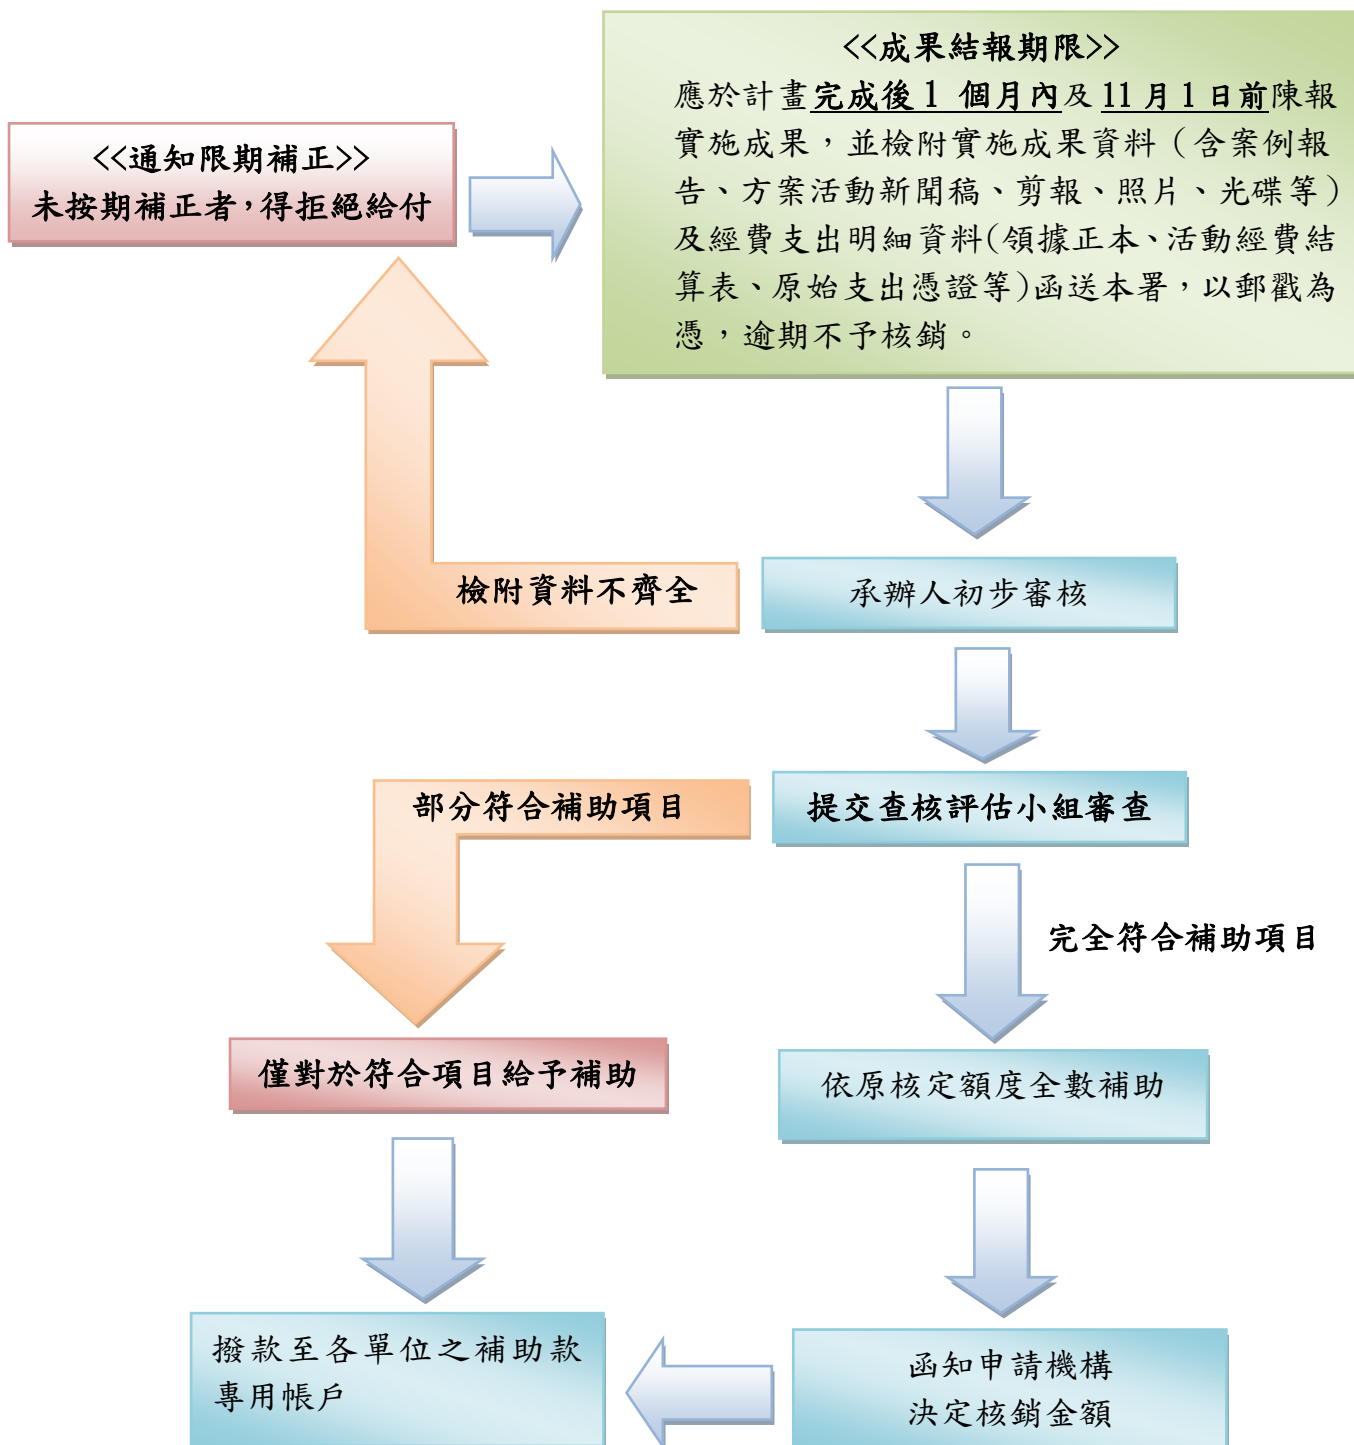 <<成果結報期限>>
應於計畫完成後 1 個月內及 11 月 1 日前陳報
實施成果，並檢附實施成果資料（含案例報
告、方案活動新聞稿、剪報、照片、光碟等）
及經費支出明細資料(領據正本、活動經費結
算表、原始支出憑證等)函送本署，以郵戳為
憑，逾期不予核銷。
<<通知限期補正>>
未按期補正者，得拒絕給付
檢附資料不齊全
承辦人初步審核
部分符合補助項目
提交查核評估小組審查
完全符合補助項目
僅對於符合項目給予補助
依原核定額度全數補助
撥款至各單位之補助款
專用帳戶
函知申請機構
決定核銷金額